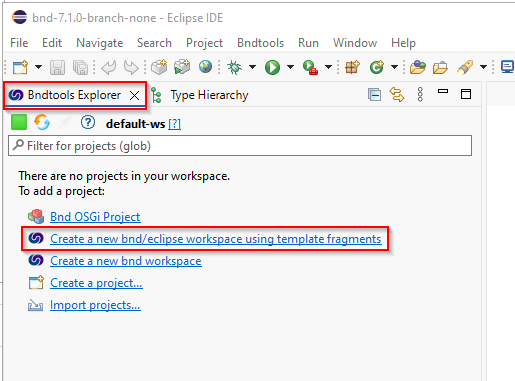 bnd-7.1.0-branch-none - Eclipse IDE
File Edit Navigate Search Project Bndtools Run Window Help
Bndtools Explorer Type Hierarchy
default-ws [?]
Filter for projects (glob)
There are no projects in your workspace.
To add a project:
Bnd OSGi Project
Create a new bnd/eclipse workspace using template fragments
Create a new bnd workspace
Create a project...
Import projects...